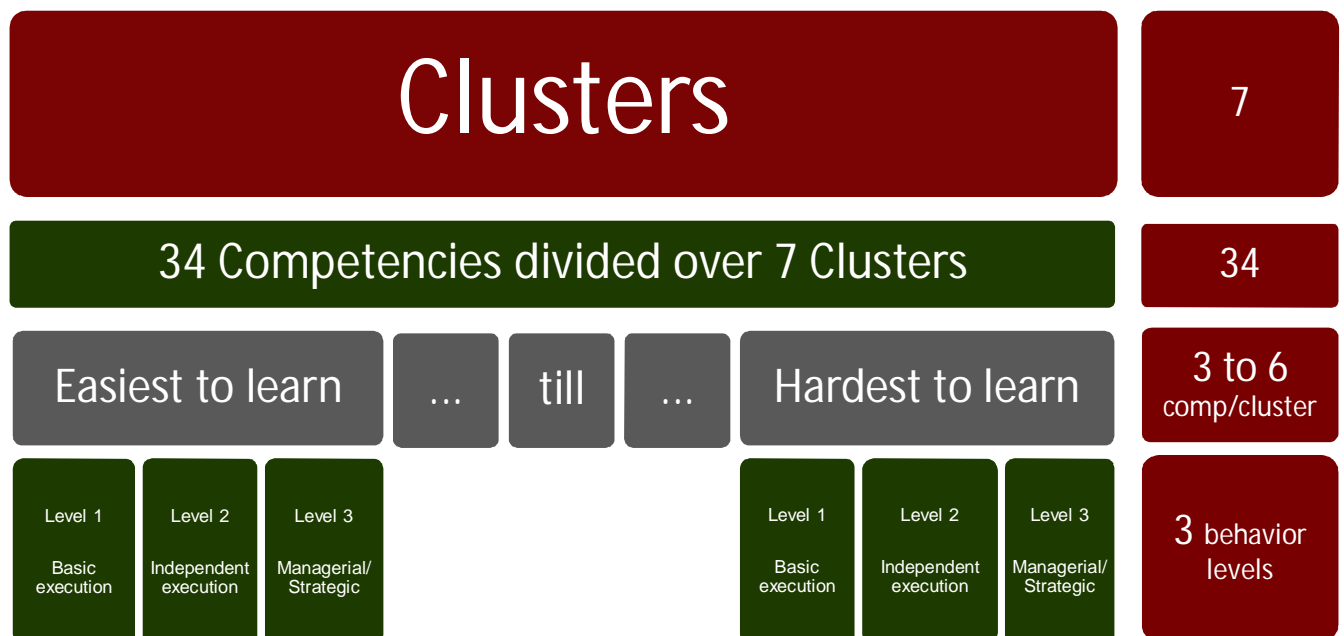 Clusters
7
34 Competencies divided over 7 Clusters
34
Easiest to learn
...
till
...
Hardest to learn
3 to 6
comp/cluster
Level 1
Basic
execution
Level 2
Independent
execution
Level 3
Managerial/
Strategic
Level 1
Basic
execution
Level 2
Independent
execution
Level 3
Managerial/
Strategic
3 behavior
levels